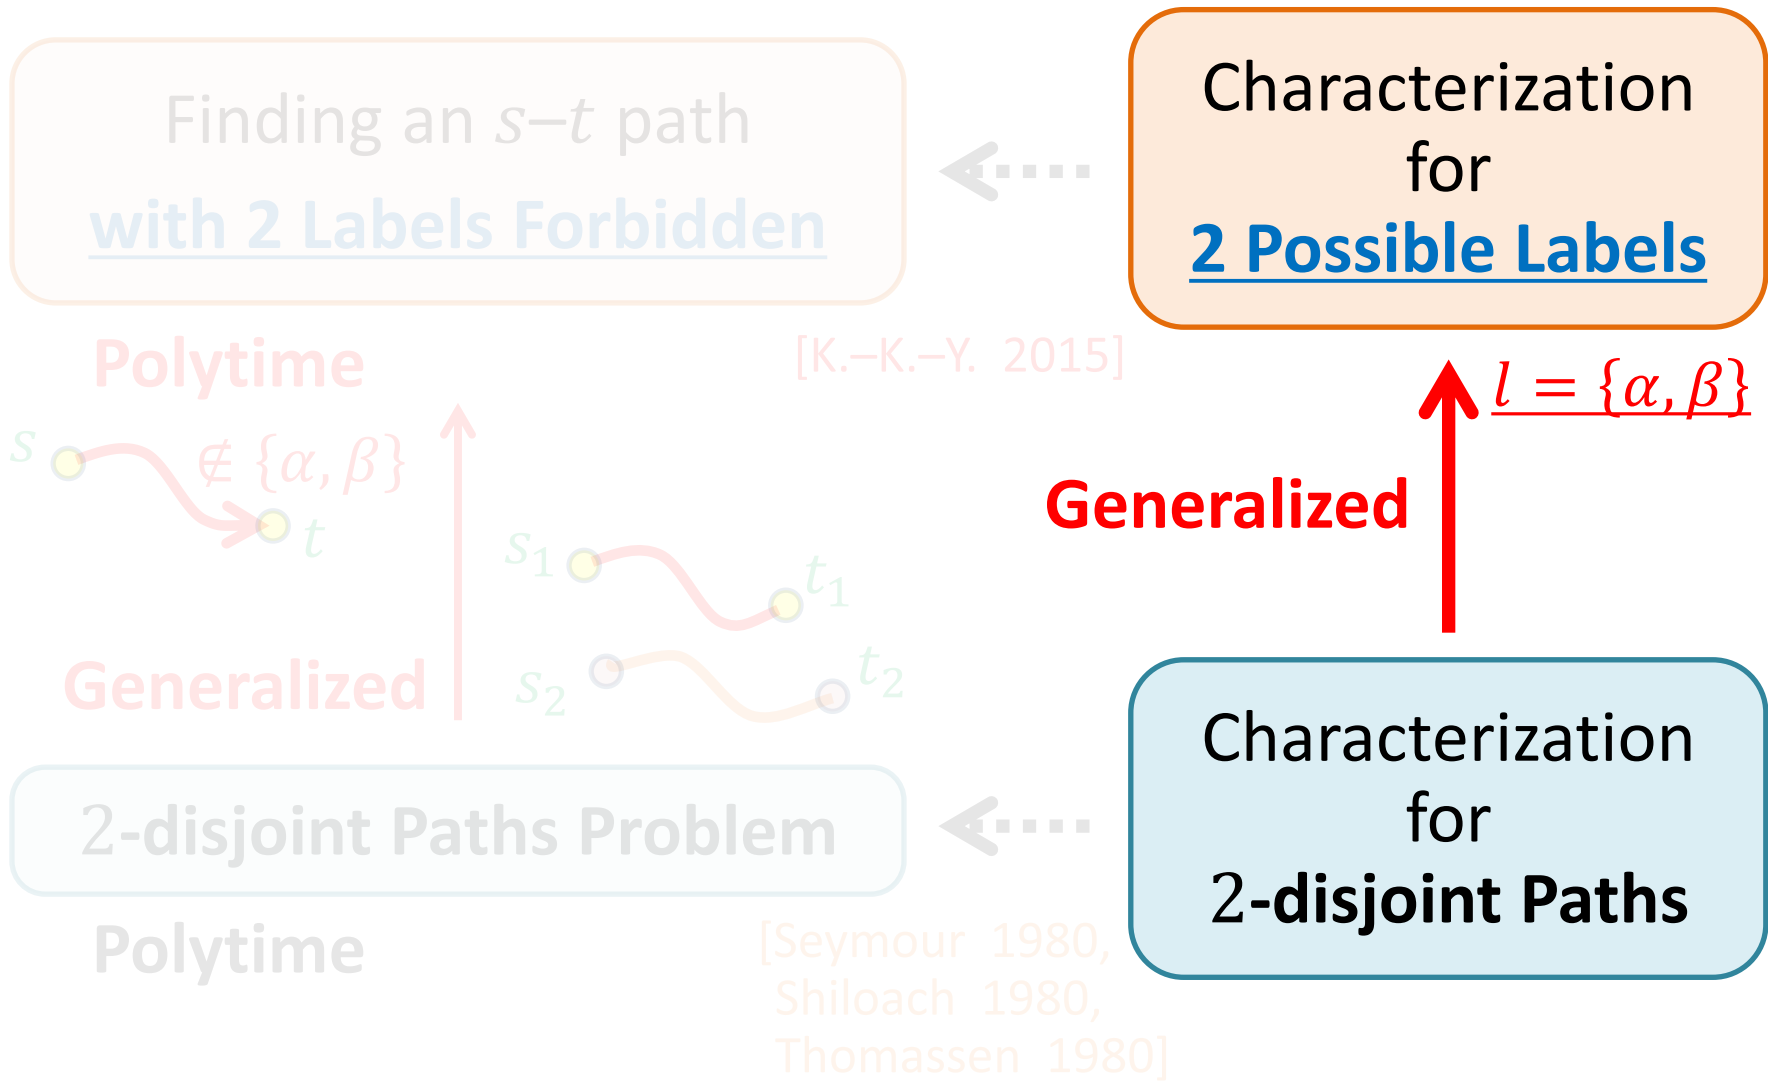 Finding an s–t path
with 2 Labels Forbidden
Polytime
[K.–K.–Y. 2015]
s
∉ {α, β}
t
s₁
t₁
Generalized
s₂
t₂
2-disjoint Paths Problem
Polytime
[Seymour 1980,
Shiloach 1980,
Thomassen 1980]
Characterization
for
2 Possible Labels
l = {α, β}
Generalized
Characterization
for
2-disjoint Paths